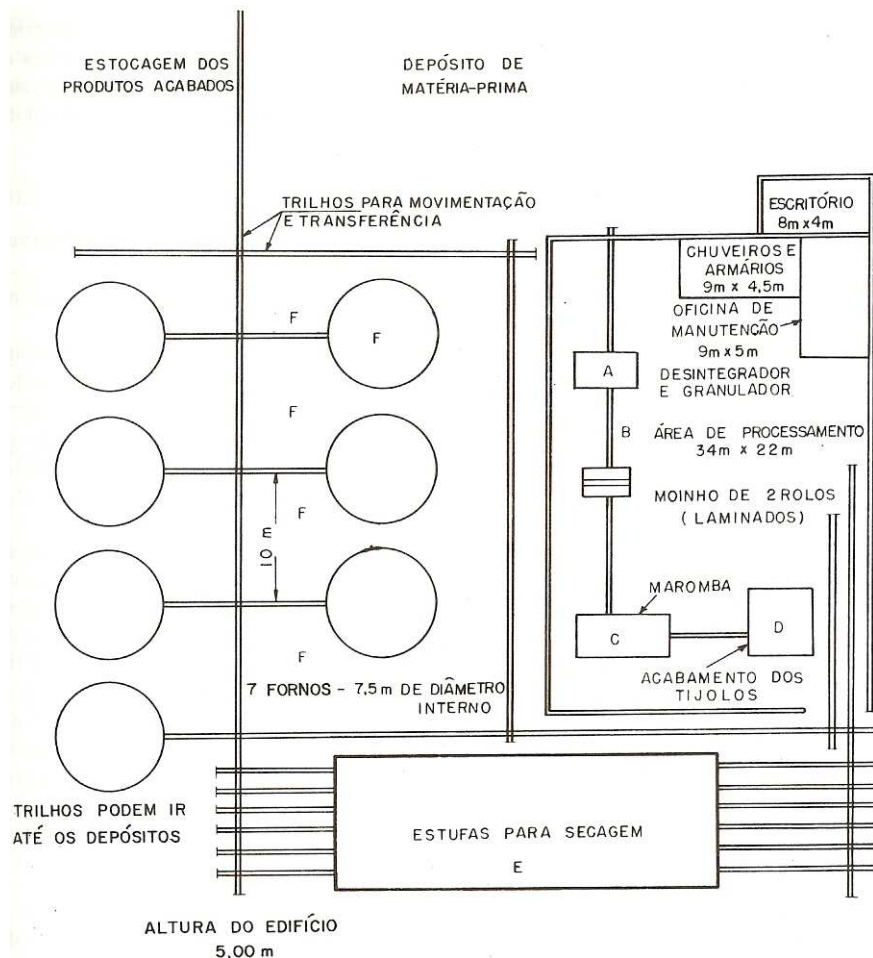 ESTOCAGEM DOS
PRODUTOS ACABADOS
DEPÓSITO DE
MATÉRIA-PRIMA
TRILHOS PARA MOVIMENTAÇÃO
E TRANSFERÊNCIA
ESCRITÓRIO
8m x 4m
CHUVEIROS E
ARMÁRIOS
9m x 4,5m
OFICINA DE
MANUTENÇÃO
9m x 5m
F
F
A
DESINTEGRADOR
E GRANULADOR
F
B
ÁREA DE PROCESSAMENTO
34m x 22m
MOINHO DE 2 ROLOS
(LAMINADOS)
F
10 m
MAROMBA
C
D
F
ACABAMENTO DOS
TIJOLOS
7 FORNOS - 7,5 m DE DIÂMETRO
INTERNO
TRILHOS PODEM IR
ATÉ OS DEPÓSITOS
ESTUFAS PARA SECAGEM
E
ALTURA DO EDIFÍCIO
5,00 m